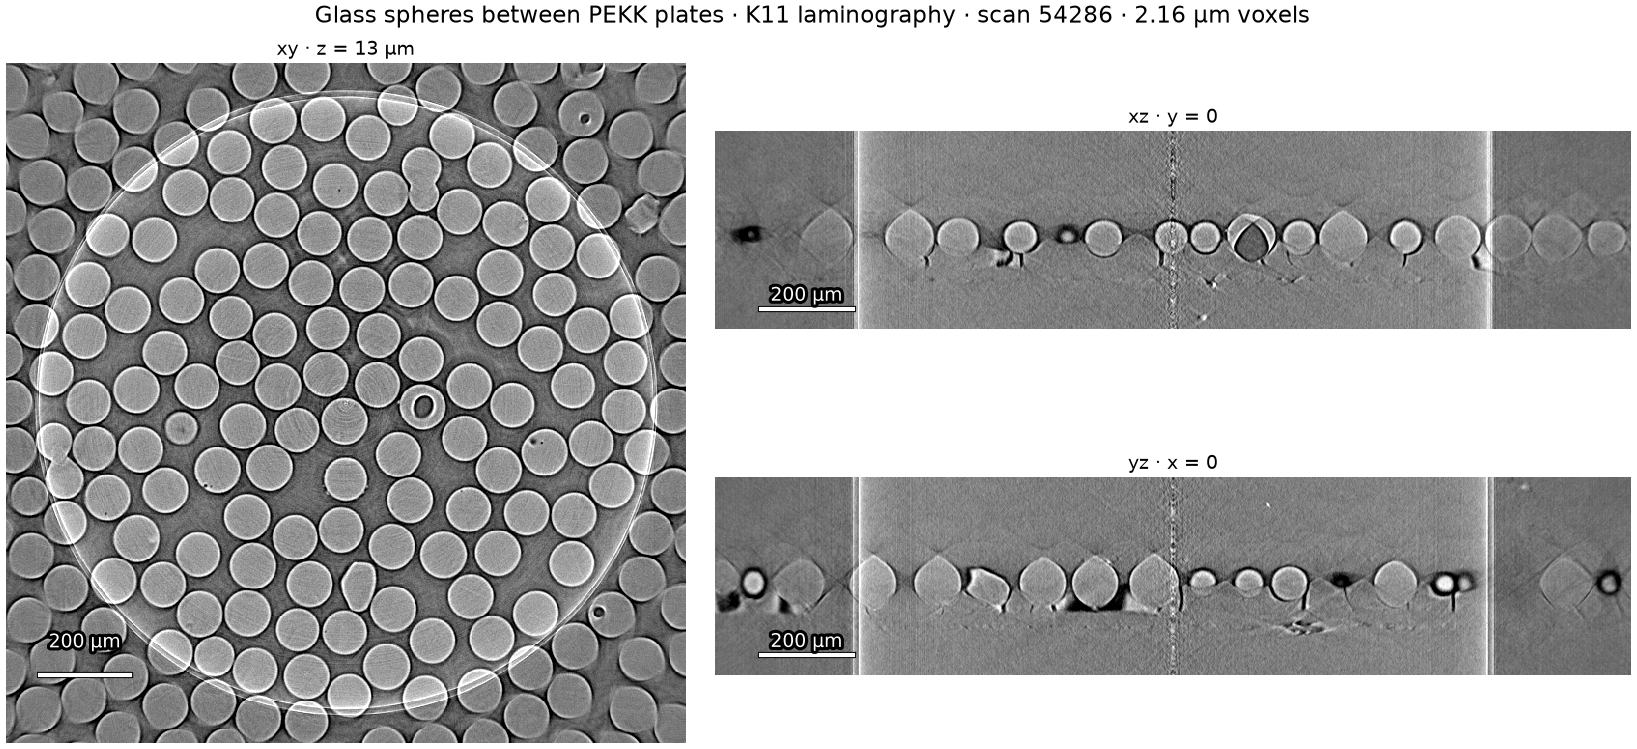 Glass spheres between PEKK plates · K11 laminography · scan 54286 · 2.16 µm voxels
xy · z = 13 µm
200 µm
xz · y = 0
200 µm
yz · x = 0
200 µm